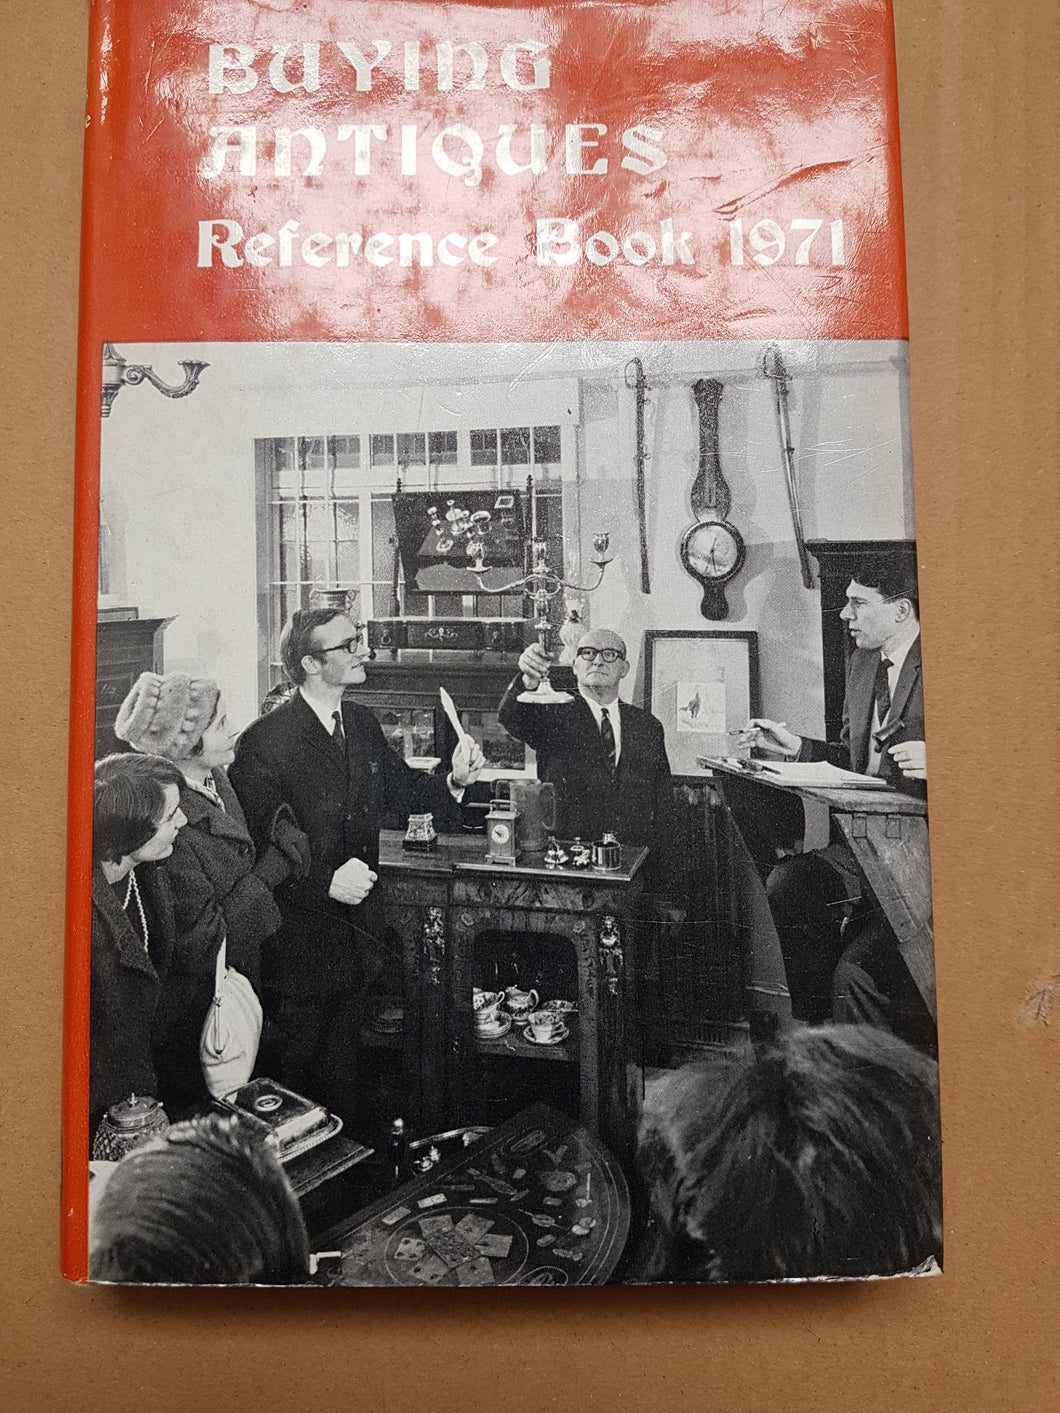 BUYING
ANTIQUES
Reference Book 1971